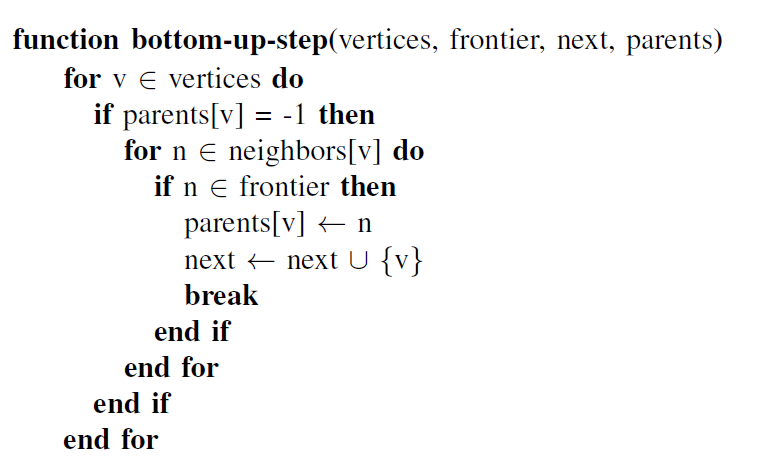 function bottom-up-step(vertices, frontier, next, parents)
for v ∈ vertices do
if parents[v] = -1 then
for n ∈ neighbors[v] do
if n ∈ frontier then
parents[v] ← n
next ← next ∪ {v}
break
end if
end for
end if
end for